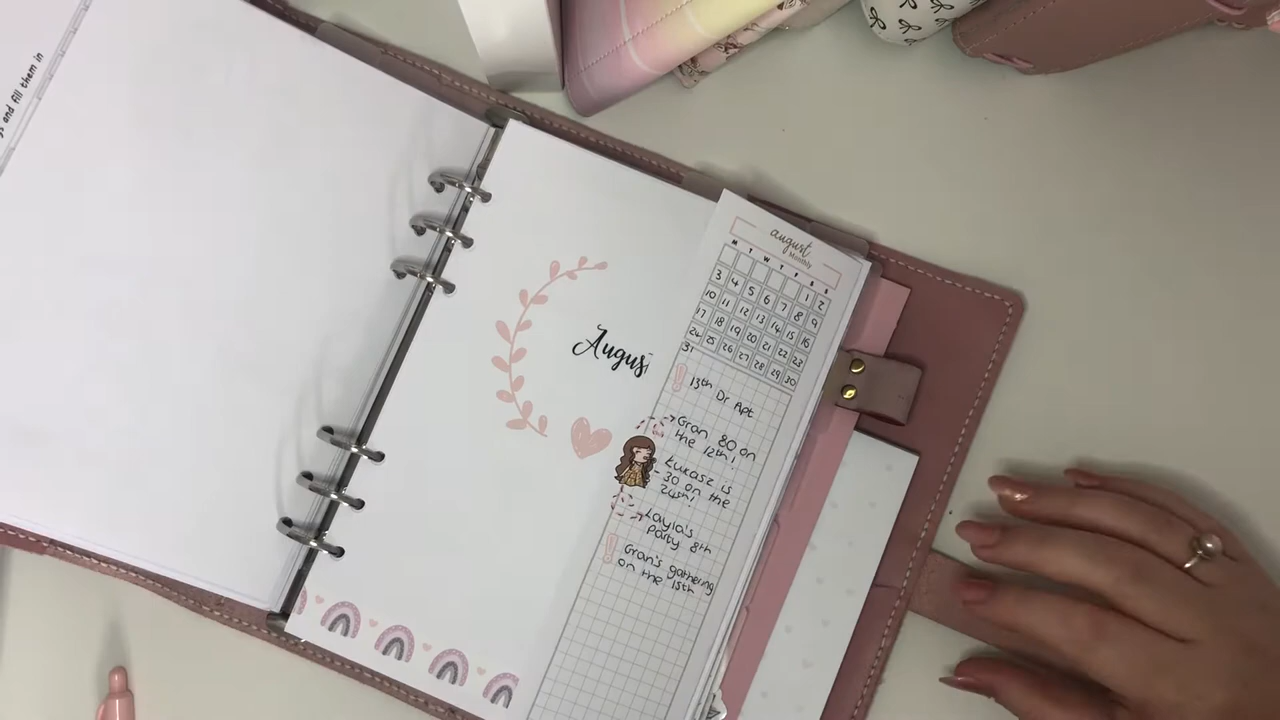 gs and fill them in
Augus
august
Monthly
M T W T F S S
1 2
3 4 5 6 7 8 9
10 11 12 13 14 15 16
17 18 19 20 21 22 23
24 25 26 27 28 29 30
31
! 13th Dr Apt
→ Gran 80 on
the 12th!
- Łukasz is
30 on the
24th!
Layla's
party 8th
! Gran's gathering
on the 15th